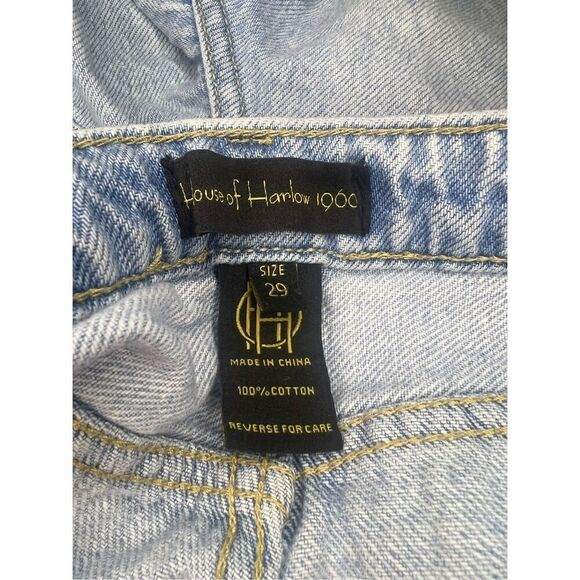 House of Harlow 1960
SIZE
29
MADE IN CHINA
100% COTTON
REVERSE FOR CARE